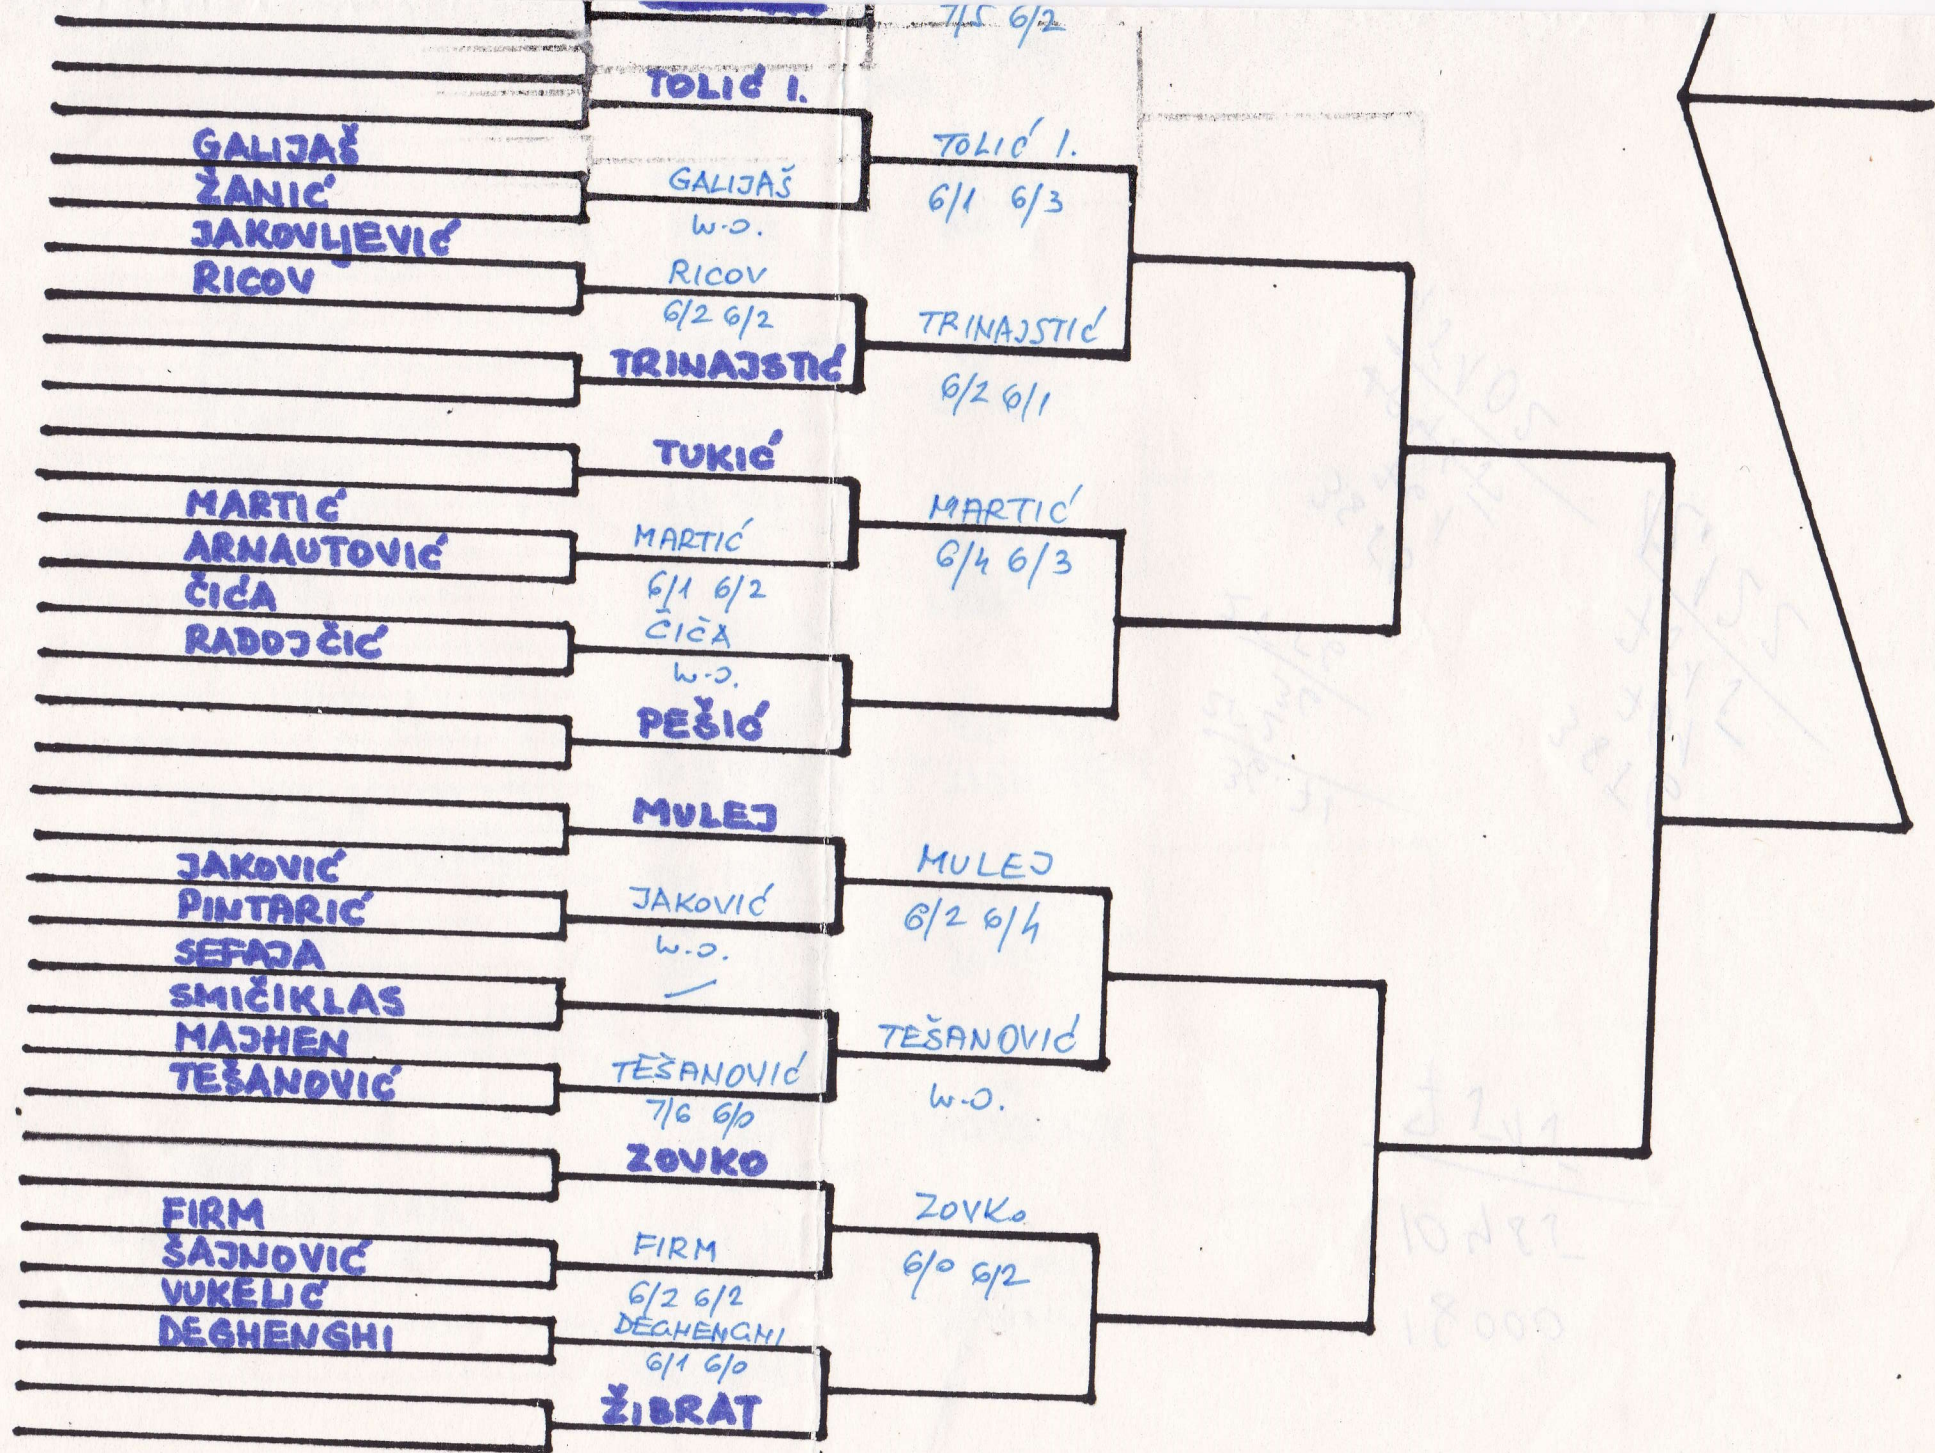 7/5 6/2
TOLIĆ I.
GALIJAŠ
TOLIĆ I.
ŽANIĆ
GALIJAŠ
6/1 6/3
JAKOVLJEVIĆ
W.O.
RICOV
RICOV
6/2 6/2
TRINAJSTIĆ
TRINAJSTIĆ
6/2 6/1
TUKIĆ
MARTIĆ
MARTIĆ
ARNAUTOVIĆ
MARTIĆ
6/4 6/3
ČIĆA
6/1 6/2
RADOJČIĆ
ČIČA
W.O.
PEŠIĆ
MULEJ
JAKOVIĆ
MULEJ
PINTARIĆ
JAKOVIĆ
6/2 6/4
SEFAJA
W.O.
SMIČIKLAS
MAJHEN
TEŠANOVIĆ
TEŠANOVIĆ
TEŠANOVIĆ
7/6 6/0
W.O.
ZOVKO
FIRM
ZOVKO
ŠAJNOVIĆ
FIRM
6/0 6/2
VUKELIĆ
6/2 6/2
DEGHENGHI
DEGHENGHI
6/1 6/0
ŽIBRAT